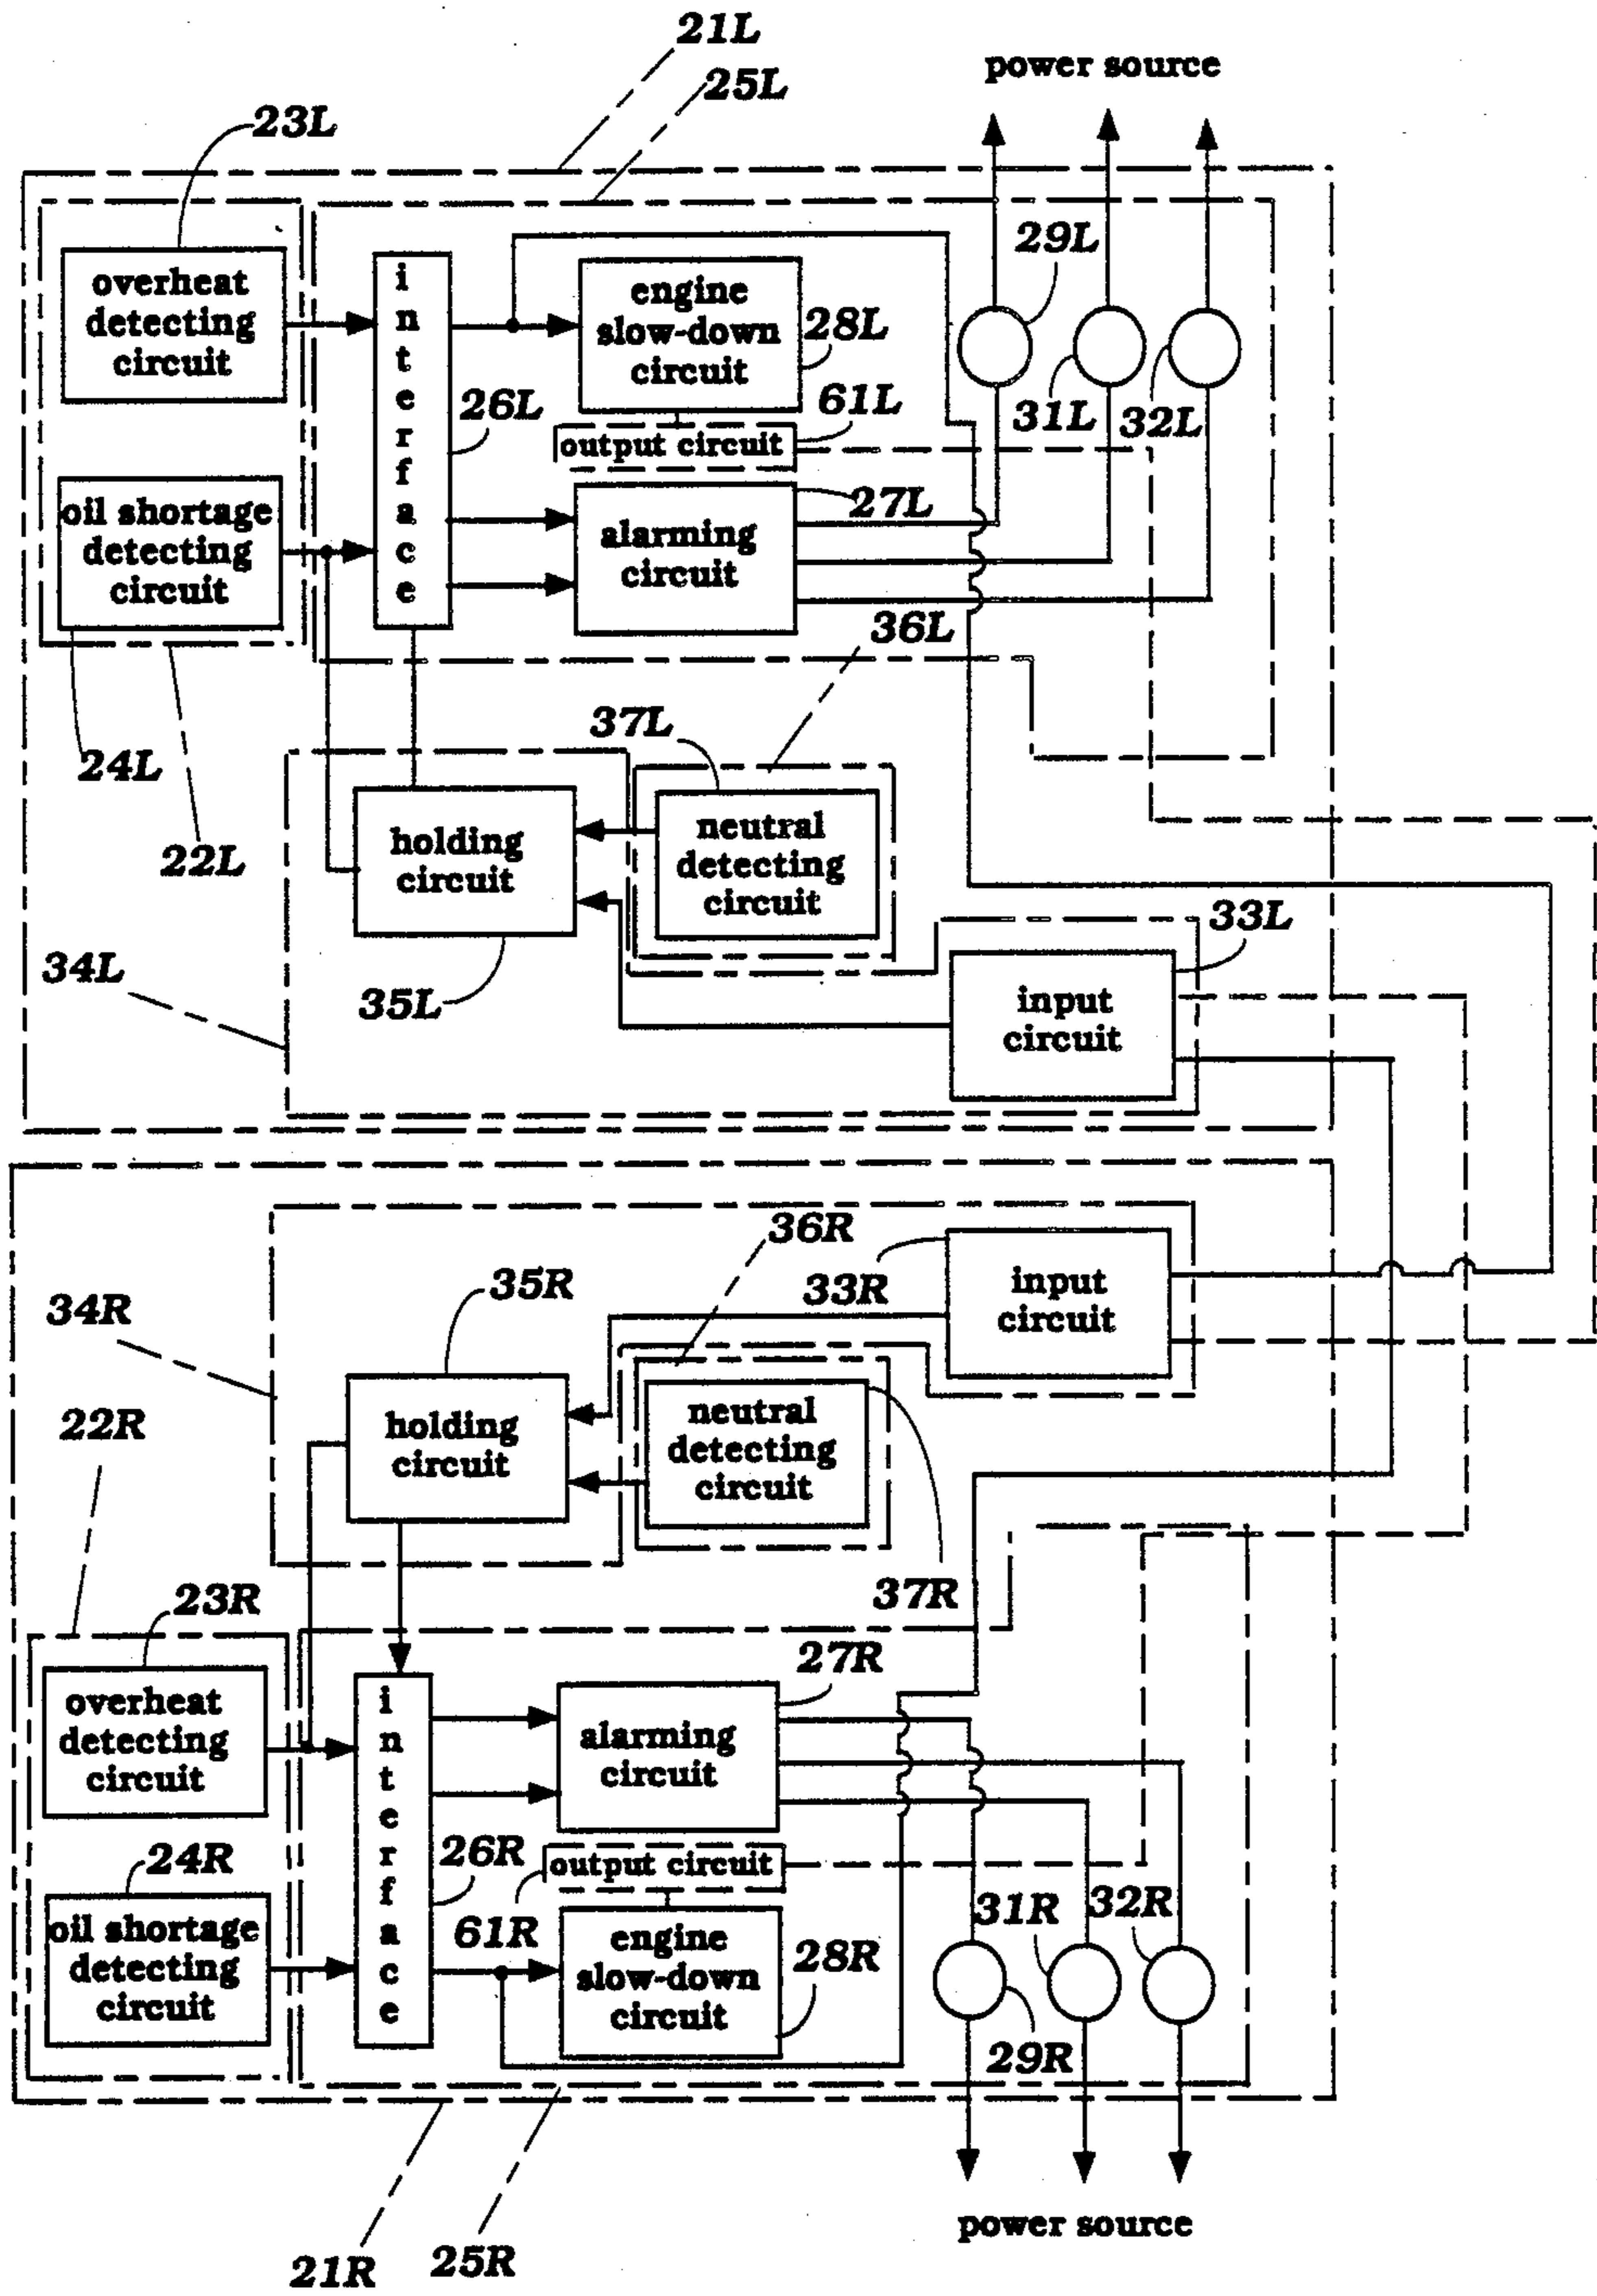 21L
25L
power source
23L
29L
overheat
detecting
circuit
interface
engine
slow-down
circuit
28L
26L
61L
31L
32L
output circuit
27L
oil shortage
detecting
circuit
alarming
circuit
36L
37L
24L
22L
holding
circuit
neutral
detecting
circuit
33L
34L
35L
input
circuit
36R
35R
33R
input
circuit
34R
22R
holding
circuit
neutral
detecting
circuit
37R
23R
27R
overheat
detecting
circuit
interface
alarming
circuit
24R
26R
output circuit
31R
32R
61R
oil shortage
detecting
circuit
engine
slow-down
circuit
28R
29R
21R
25R
power source